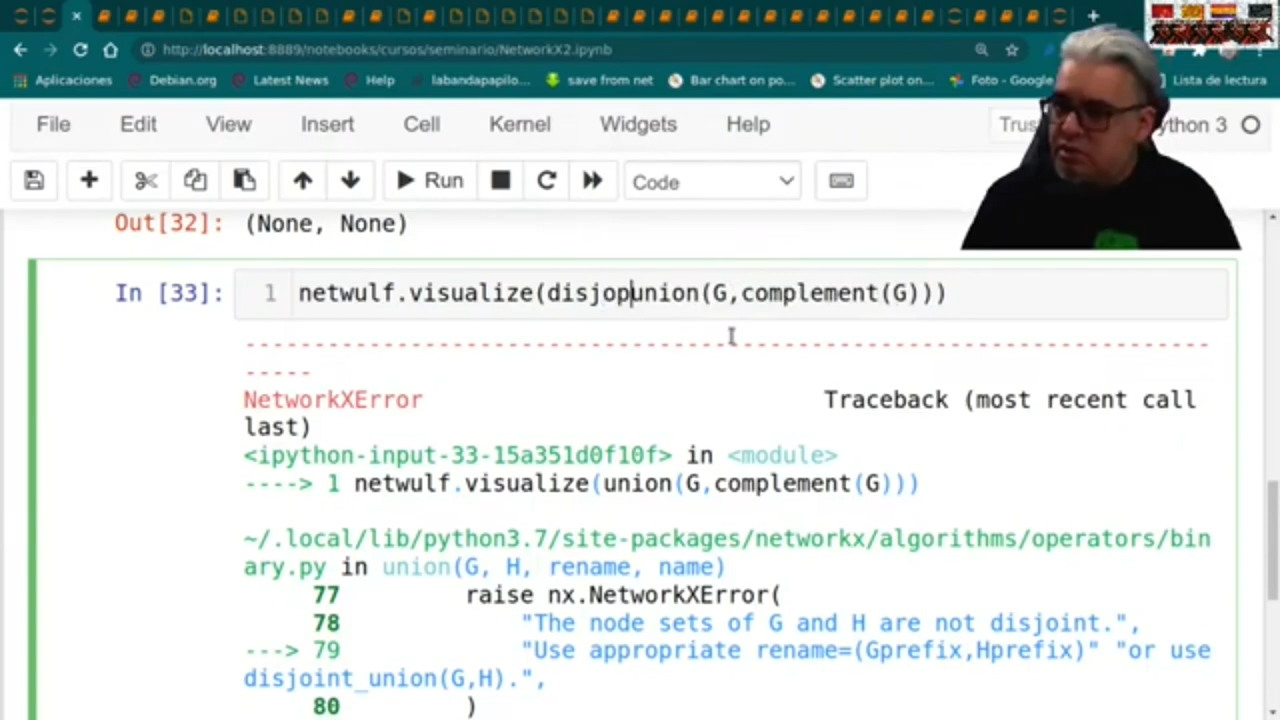 http://localhost:8889/notebooks/cursos/seminario/NetworkX2.ipynb
Aplicaciones Debian.org Latest News Help labandapapilo... save from net Bar chart on po... Scatter plot on... Foto - Google Lista de lectura
File Edit View Insert Cell Kernel Widgets Help Trus ython 3
Run Code
Out[32]: (None, None)
In [33]: 1 netwulf.visualize(disjopunion(G,complement(G)))
---------------------------------------------------------------------------
-----
NetworkXError Traceback (most recent call
last)
<ipython-input-33-15a351d0f10f> in <module>
----> 1 netwulf.visualize(union(G,complement(G)))
~/.local/lib/python3.7/site-packages/networkx/algorithms/operators/bin
ary.py in union(G, H, rename, name)
77 raise nx.NetworkXError(
78 "The node sets of G and H are not disjoint.",
---> 79 "Use appropriate rename=(Gprefix,Hprefix)" "or use
disjoint_union(G,H).",
80 )